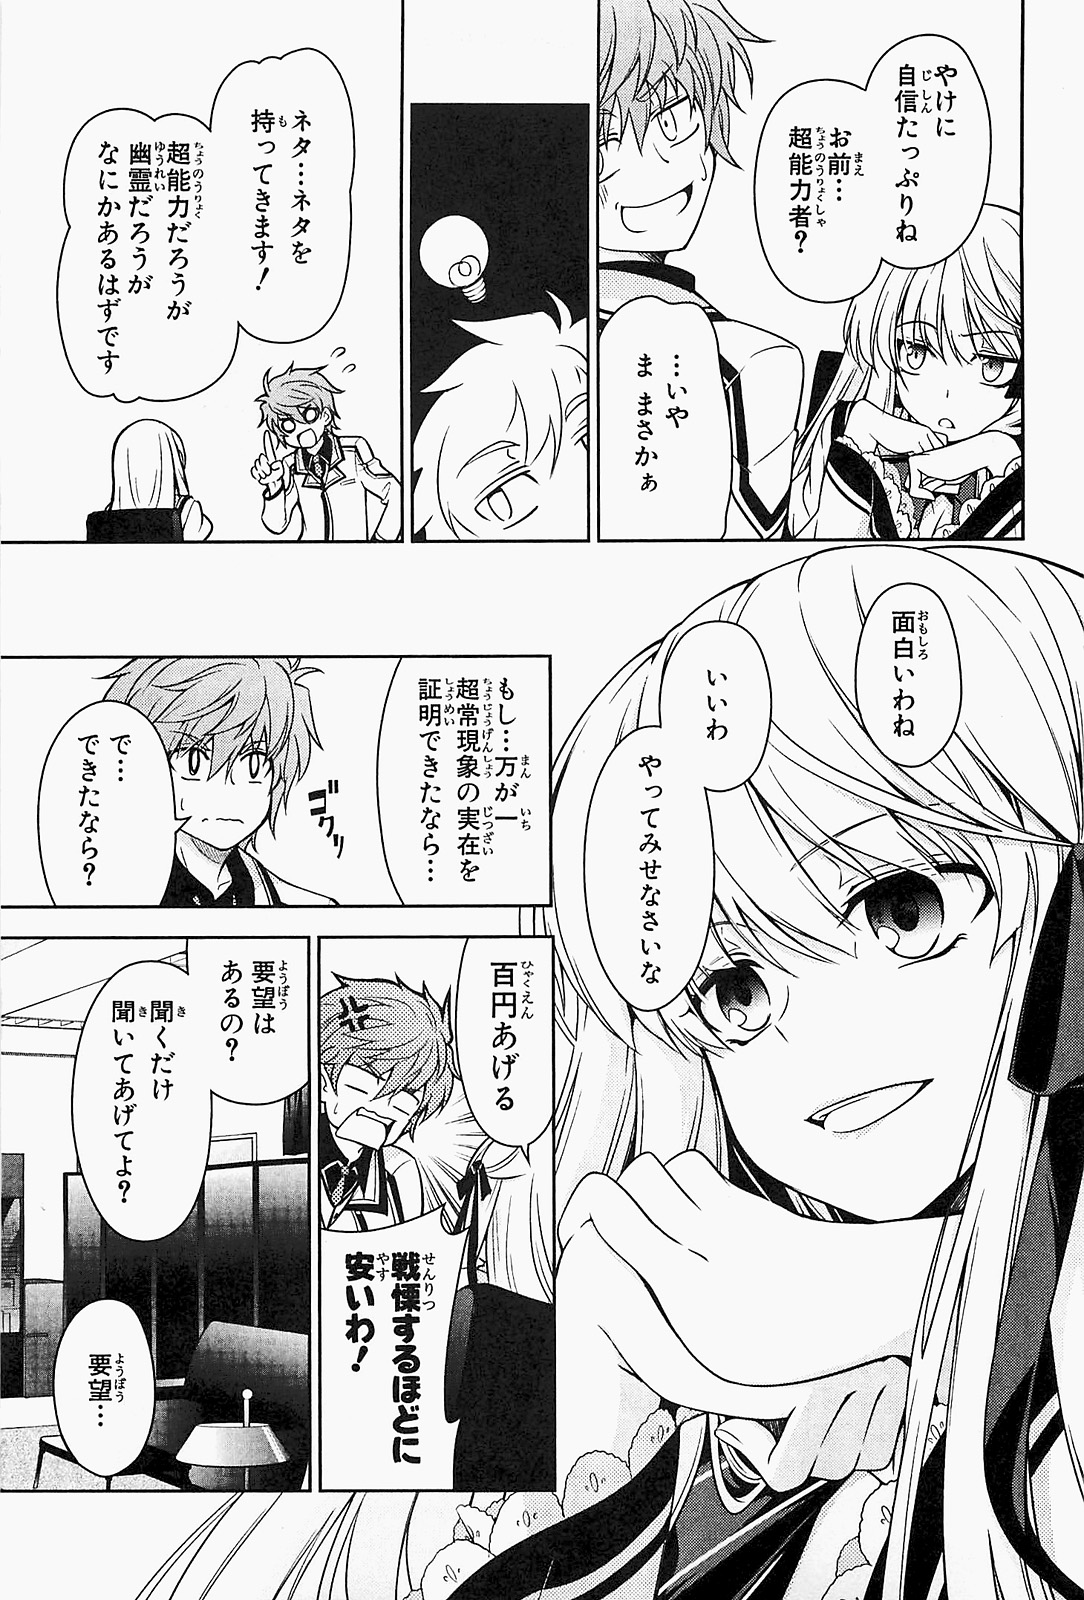 やけに
自信たっぷりね
お前…
超能力者?
…いや
ま まさかぁ
ネタ…ネタを
持ってきます!
超能力だろうが
幽霊だろうが
なにかあるはずです
面白いわね
いいわ
やってみせなさいな
もし…万が一
超常現象の実在を
証明できたなら…
ゴクッ
で…
できたなら?
百円あげる
戦慄するほどに
安いわ!
要望は
あるの?
聞くだけ
聞いてあげてよ?
要望…